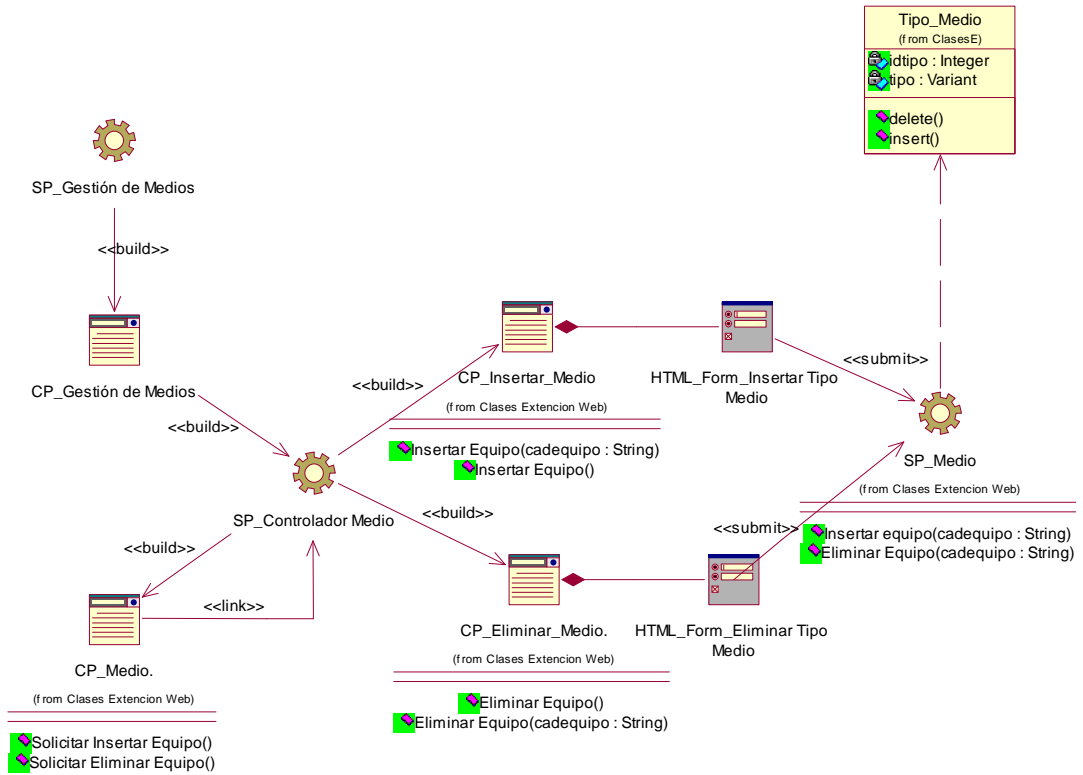 Tipo_Medio
(from ClasesE)
idtipo : Integer
tipo : Variant
delete()
insert()
SP_Gestión de Medios
<<build>>
CP_Gestión de Medios
<<build>>
SP_Controlador Medio
<<build>>
<<link>>
CP_Medio.
(from Clases Extencion Web)
Solicitar Insertar Equipo()
Solicitar Eliminar Equipo()
<<build>>
CP_Insertar_Medio
(from Clases Extencion Web)
Insertar Equipo(cadequipo : String)
Insertar Equipo()
HTML_Form_Insertar Tipo
Medio
<<submit>>
<<build>>
CP_Eliminar_Medio.
(from Clases Extencion Web)
Eliminar Equipo()
Eliminar Equipo(cadequipo : String)
HTML_Form_Eliminar Tipo
Medio
<<submit>>
SP_Medio
(from Clases Extencion Web)
Insertar equipo(cadequipo : String)
Eliminar Equipo(cadequipo : String)